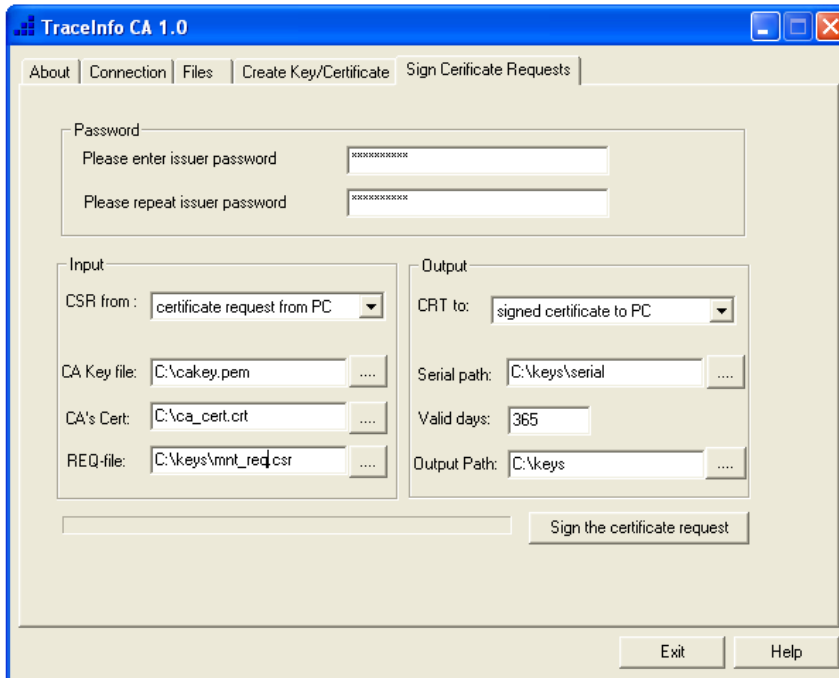 TraceInfo CA 1.0
About Connection Files Create Key/Certificate Sign Cerificate Requests
Password
Please enter issuer password **********
Please repeat issuer password **********
Input
CSR from : certificate request from PC
CA Key file: C:\cakey.pem ....
CA's Cert: C:\ca_cert.crt ....
REQ-file: C:\keys\mnt_req.csr ....
Output
CRT to: signed certificate to PC
Serial path: C:\keys\serial ....
Valid days: 365
Output Path: C:\keys ....
Sign the certificate request
Exit Help